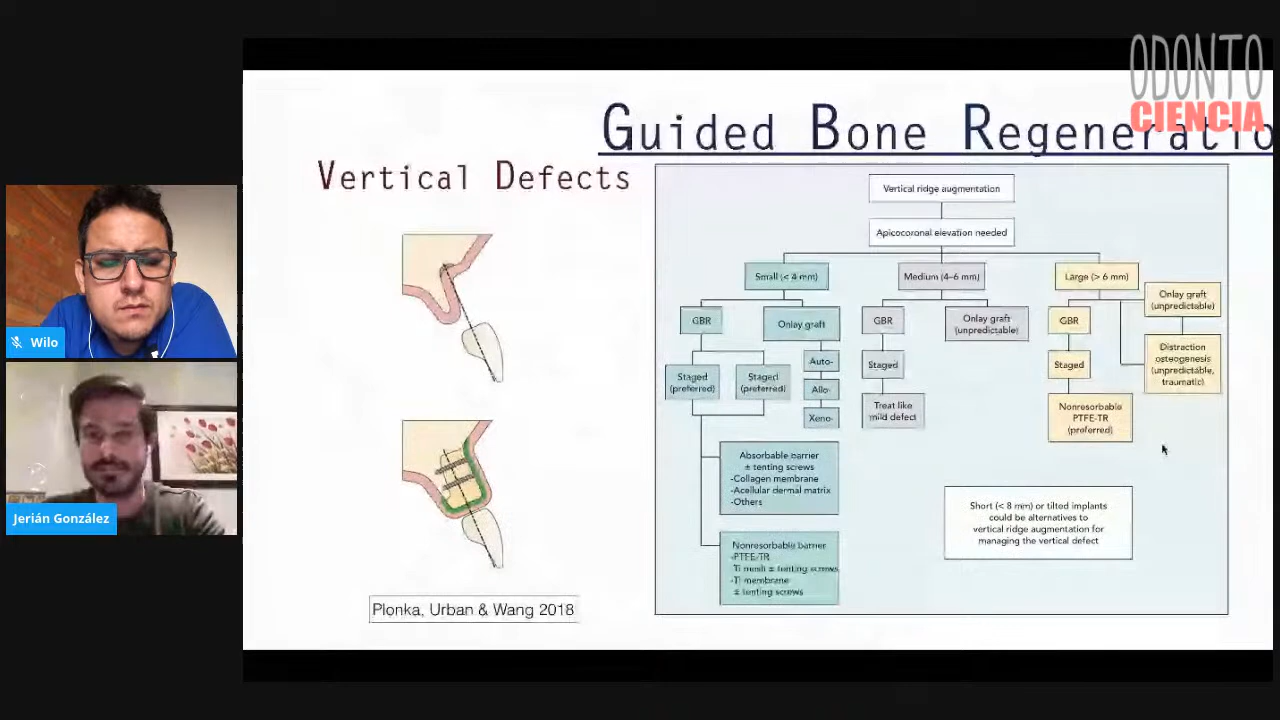 ODONTO
CIENCIA
Guided Bone Regeneratio
Vertical Defects
Vertical ridge augmentation
Apicocoronal elevation needed
Small (< 4 mm)
Medium (4–6 mm)
Large (> 6 mm)
GBR
Onlay graft
GBR
Onlay graft
(unpredictable)
GBR
Onlay graft
(unpredictable)
Staged
(preferred)
Staged
(preferred)
Auto-
Allo-
Xeno-
Staged
Treat like
mild defect
Staged
Nonresorbable
PTFE-TR
(preferred)
Distraction
osteogenesis
(unpredictable,
traumatic)
Absorbable barrier
± tenting screws
-Collagen membrane
-Acellular dermal matrix
-Others
Nonresorbable barrier
-PTFE-TR
Ti mesh ± tenting screws
-Ti membrane
± tenting screws
Short (< 8 mm) or tilted implants
could be alternatives to
vertical ridge augmentation for
managing the vertical defect
Plonka, Urban & Wang 2018
Wilo
Jerián González